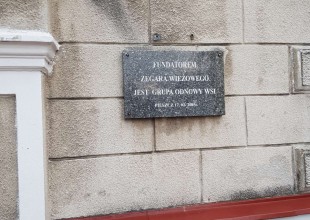 FUNDATOREM
ZEGARA WIEŻOWEGO
JEST GRUPA ODNOWY WSI